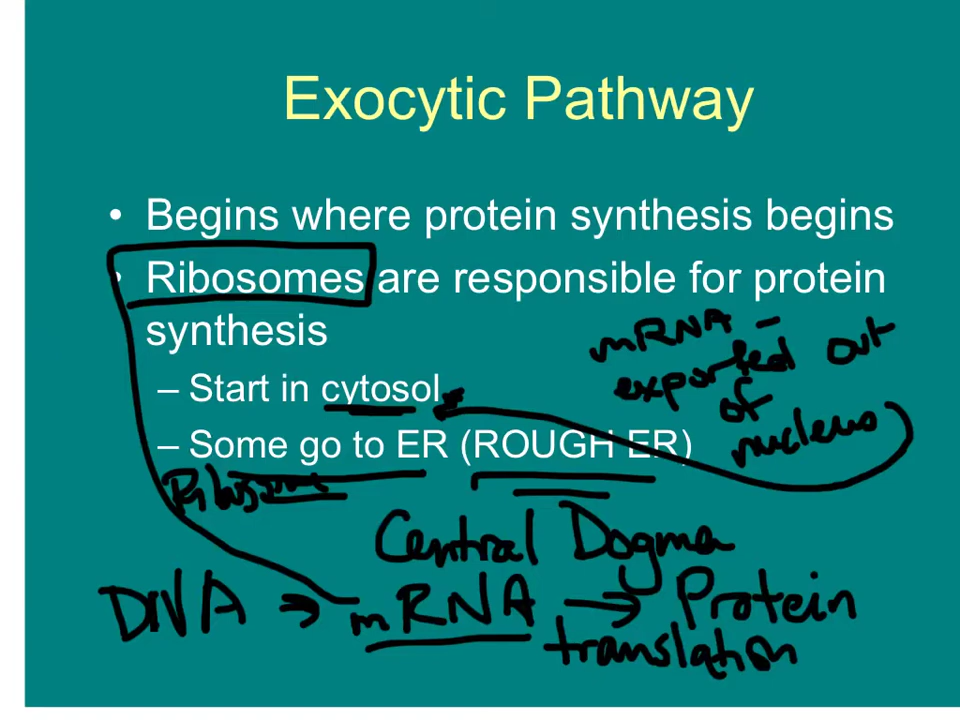 Exocytic Pathway
• Begins where protein synthesis begins
• Ribosomes are responsible for protein
synthesis
– Start in cytosol
– Some go to ER (ROUGH ER)
mRNA –
exported out
of
nucleus
Ribosome
Central Dogma
DNA → mRNA → Protein
translation